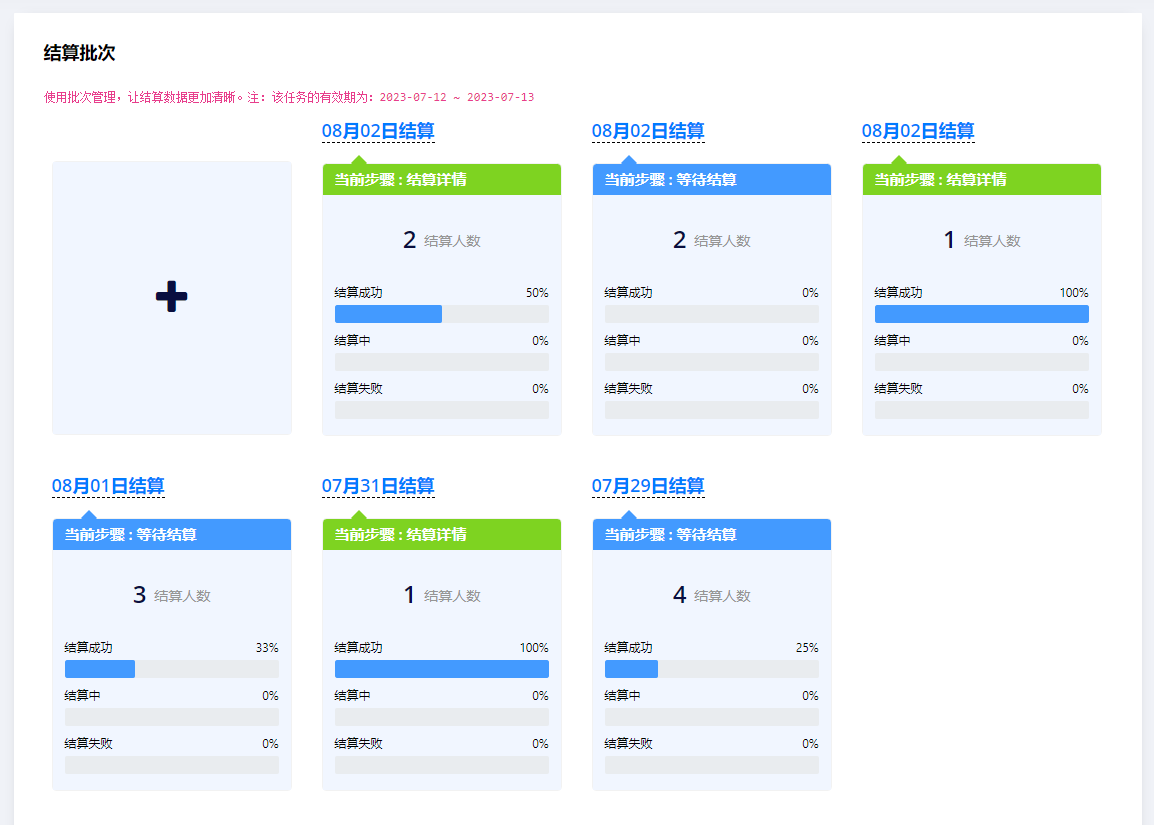 结算批次
使用批次管理，让结算数据更加清晰。注：该任务的有效期为：2023-07-12 ~ 2023-07-13
08月02日结算
当前步骤 : 结算详情
2 结算人数
结算成功 50%
结算中 0%
结算失败 0%
08月02日结算
当前步骤 : 等待结算
2 结算人数
结算成功 0%
结算中 0%
结算失败 0%
08月02日结算
当前步骤 : 结算详情
1 结算人数
结算成功 100%
结算中 0%
结算失败 0%
08月01日结算
当前步骤 : 等待结算
3 结算人数
结算成功 33%
结算中 0%
结算失败 0%
07月31日结算
当前步骤 : 结算详情
1 结算人数
结算成功 100%
结算中 0%
结算失败 0%
07月29日结算
当前步骤 : 等待结算
4 结算人数
结算成功 25%
结算中 0%
结算失败 0%